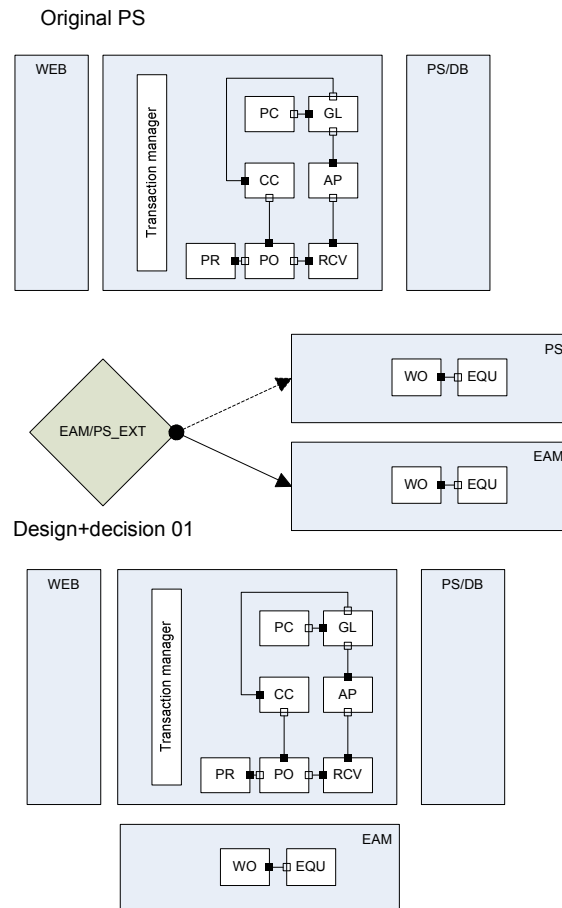 Original PS
WEB
PS/DB
Transaction manager
PC
GL
CC
AP
PR
PO
RCV
PS
WO
EQU
EAM/PS_EXT
EAM
WO
EQU
Design+decision 01
WEB
PS/DB
Transaction manager
PC
GL
CC
AP
PR
PO
RCV
EAM
WO
EQU